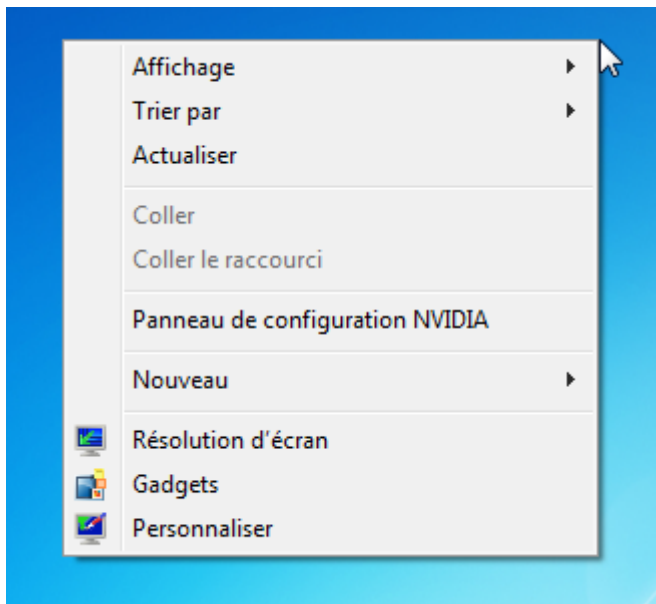 Affichage
Trier par
Actualiser
Coller
Coller le raccourci
Panneau de configuration NVIDIA
Nouveau
Résolution d'écran
Gadgets
Personnaliser